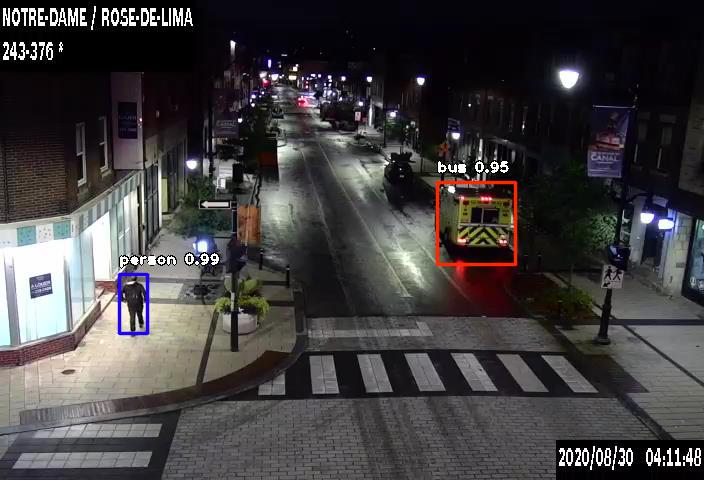 NOTRE-DAME / ROSE-DE-LIMA
243-376 *
bus 0.95
CANAL
person 0.99
A LOUER
2020/08/30 04:11:48